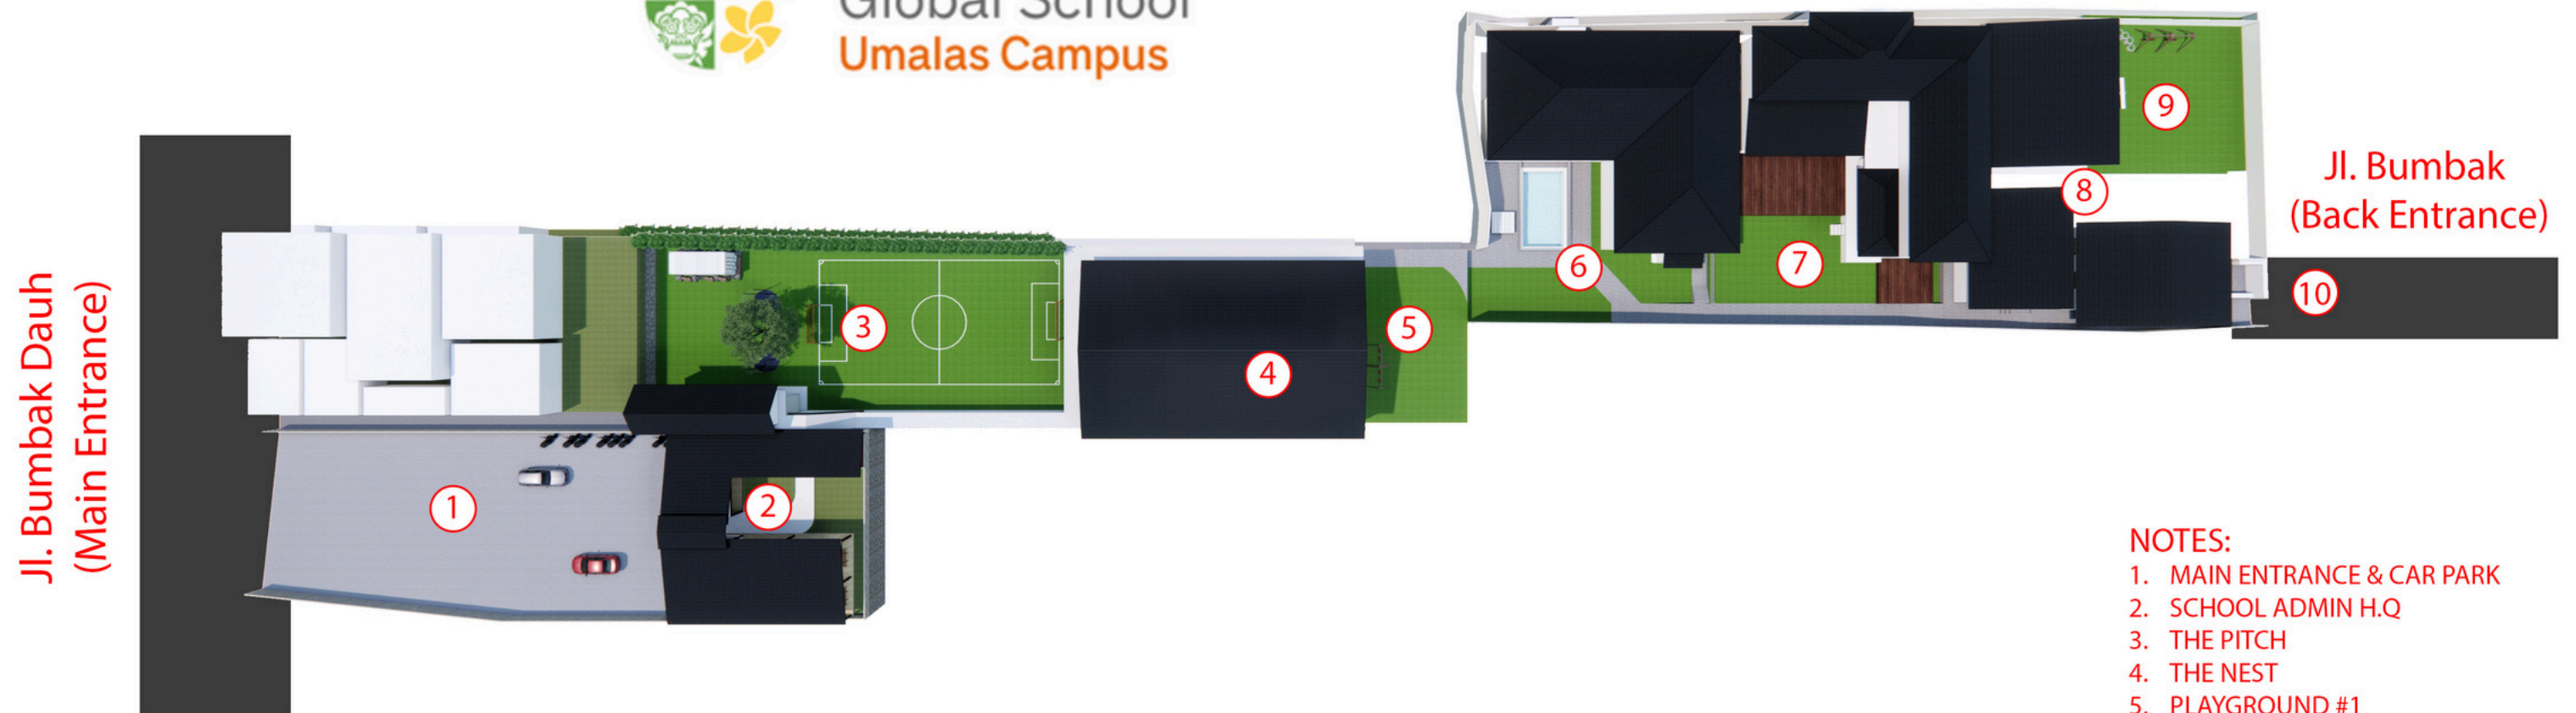 Global School
Umalas Campus
Jl. Bumbak Dauh
(Main Entrance)
1
2
3
4
5
6
7
8
9
10
Jl. Bumbak
(Back Entrance)
NOTES:
1. MAIN ENTRANCE & CAR PARK
2. SCHOOL ADMIN H.Q
3. THE PITCH
4. THE NEST
5. PLAYGROUND #1